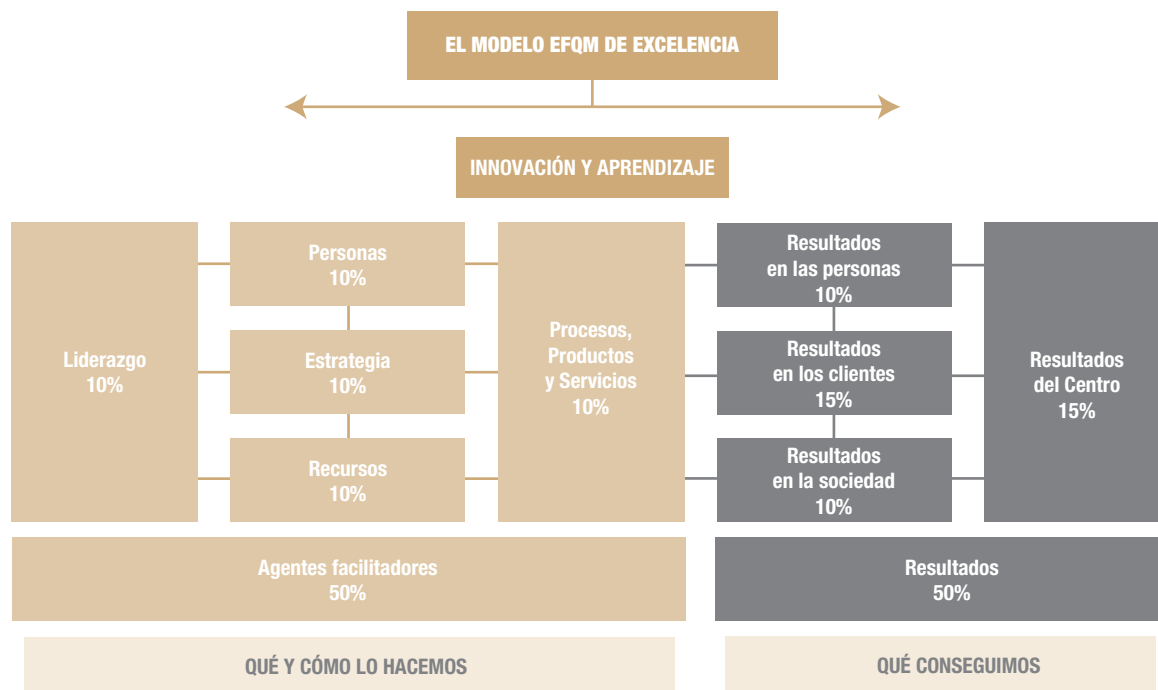 EL MODELO EFQM DE EXCELENCIA
INNOVACIÓN Y APRENDIZAJE
Liderazgo
10%
Personas
10%
Estrategia
10%
Recursos
10%
Procesos,
Productos
y Servicios
10%
Resultados
en las personas
10%
Resultados
en los clientes
15%
Resultados
en la sociedad
10%
Resultados
del Centro
15%
Agentes facilitadores
50%
Resultados
50%
QUÉ Y CÓMO LO HACEMOS
QUÉ CONSEGUIMOS